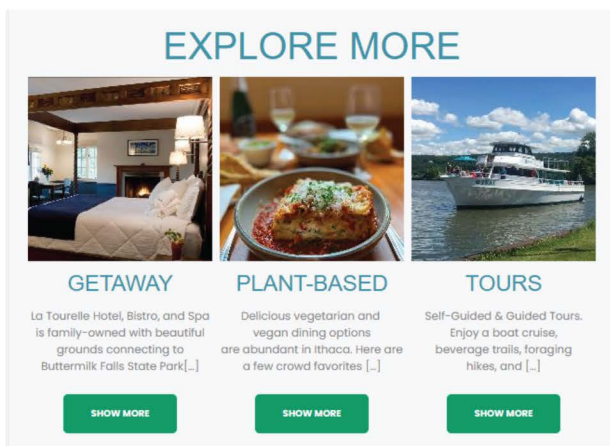 EXPLORE MORE
GETAWAY
La Tourelle Hotel, Bistro, and Spa
is family-owned with beautiful
grounds connecting to
Buttermilk Falls State Park[...]
SHOW MORE
PLANT-BASED
Delicious vegetarian and
vegan dining options
are abundant in Ithaca. Here are
a few crowd favorites [...]
SHOW MORE
TOURS
Self-Guided & Guided Tours.
Enjoy a boat cruise,
beverage trails, foraging
hikes, and [...]
SHOW MORE